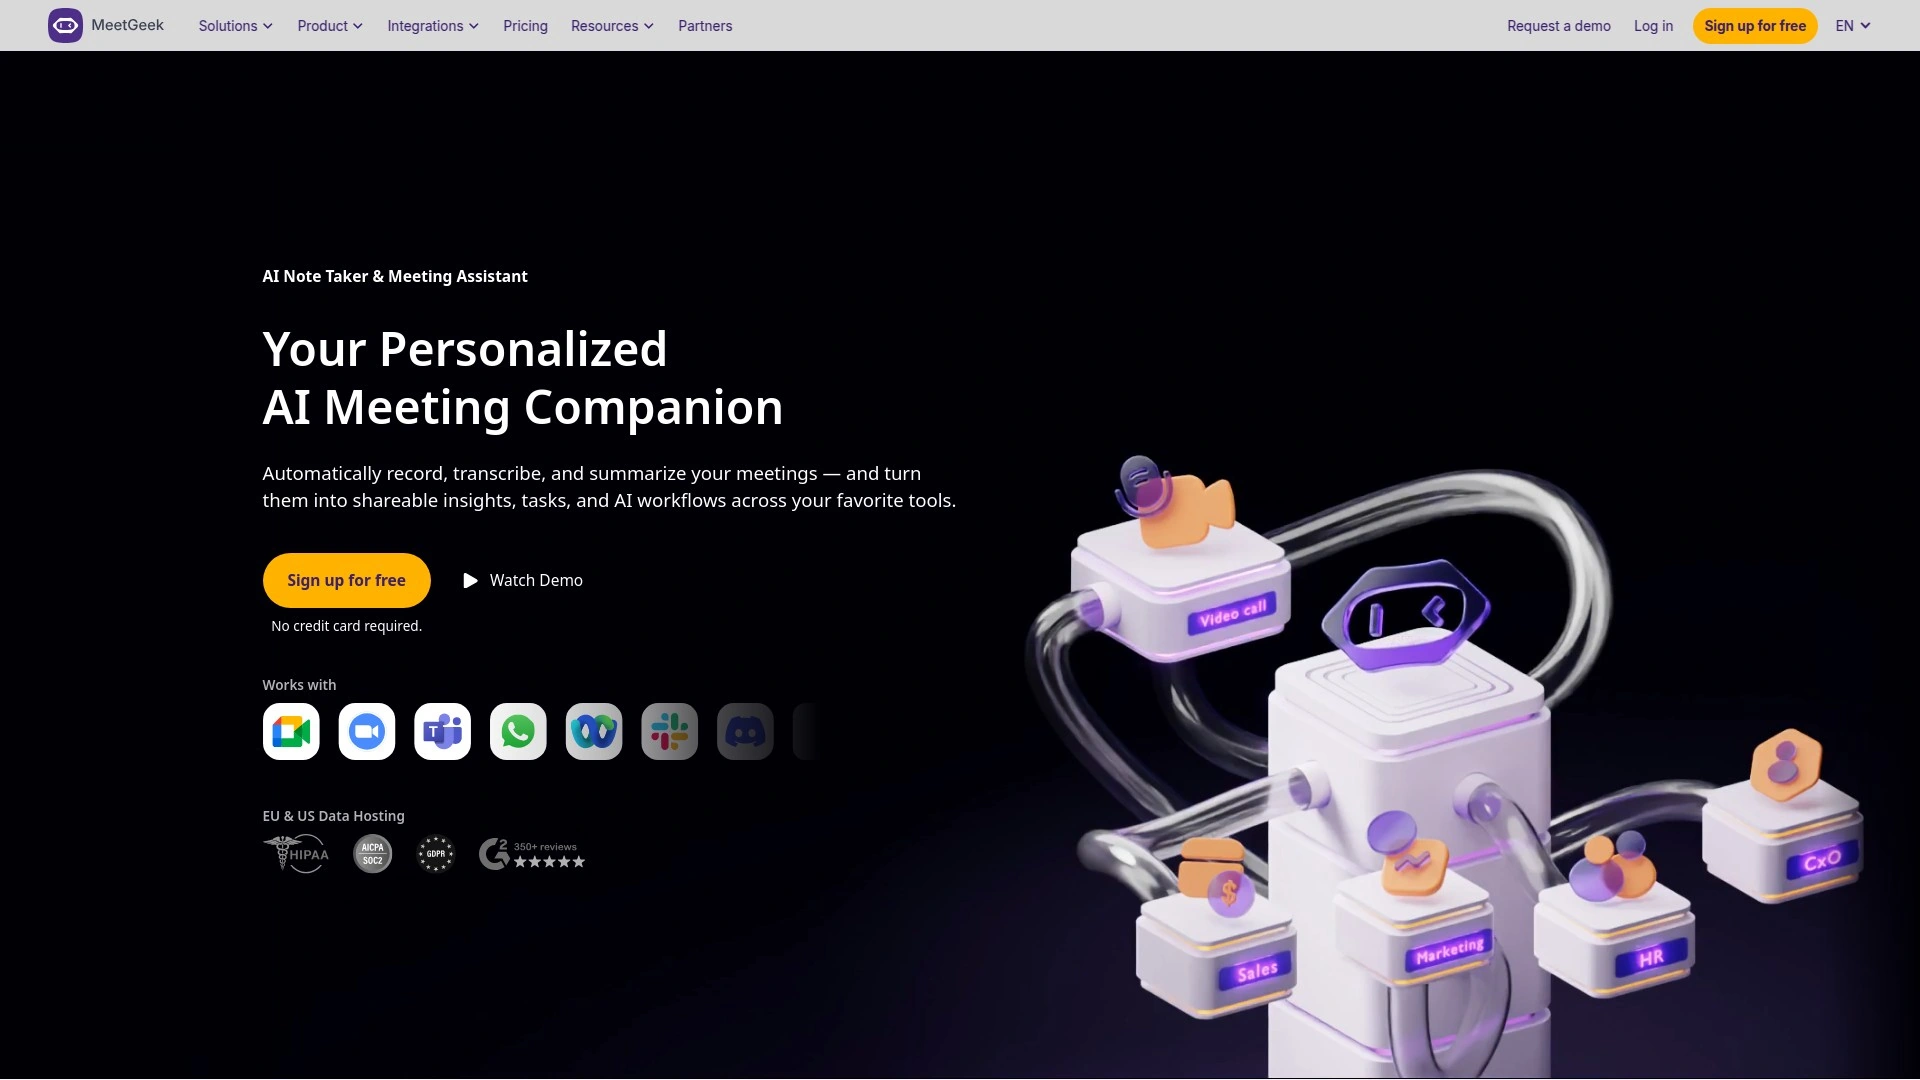 MeetGeek
Solutions
Product
Integrations
Pricing
Resources
Partners
Request a demo
Log in
Sign up for free
EN
AI Note Taker & Meeting Assistant
Your Personalized
AI Meeting Companion
Automatically record, transcribe, and summarize your meetings — and turn
them into shareable insights, tasks, and AI workflows across your favorite tools.
Sign up for free
Watch Demo
No credit card required.
Works with
T
EU & US Data Hosting
HIPAA
AICPA
SOC2
GDPR
G2
350+ reviews
Video call
CxO
Sales
Marketing
HR